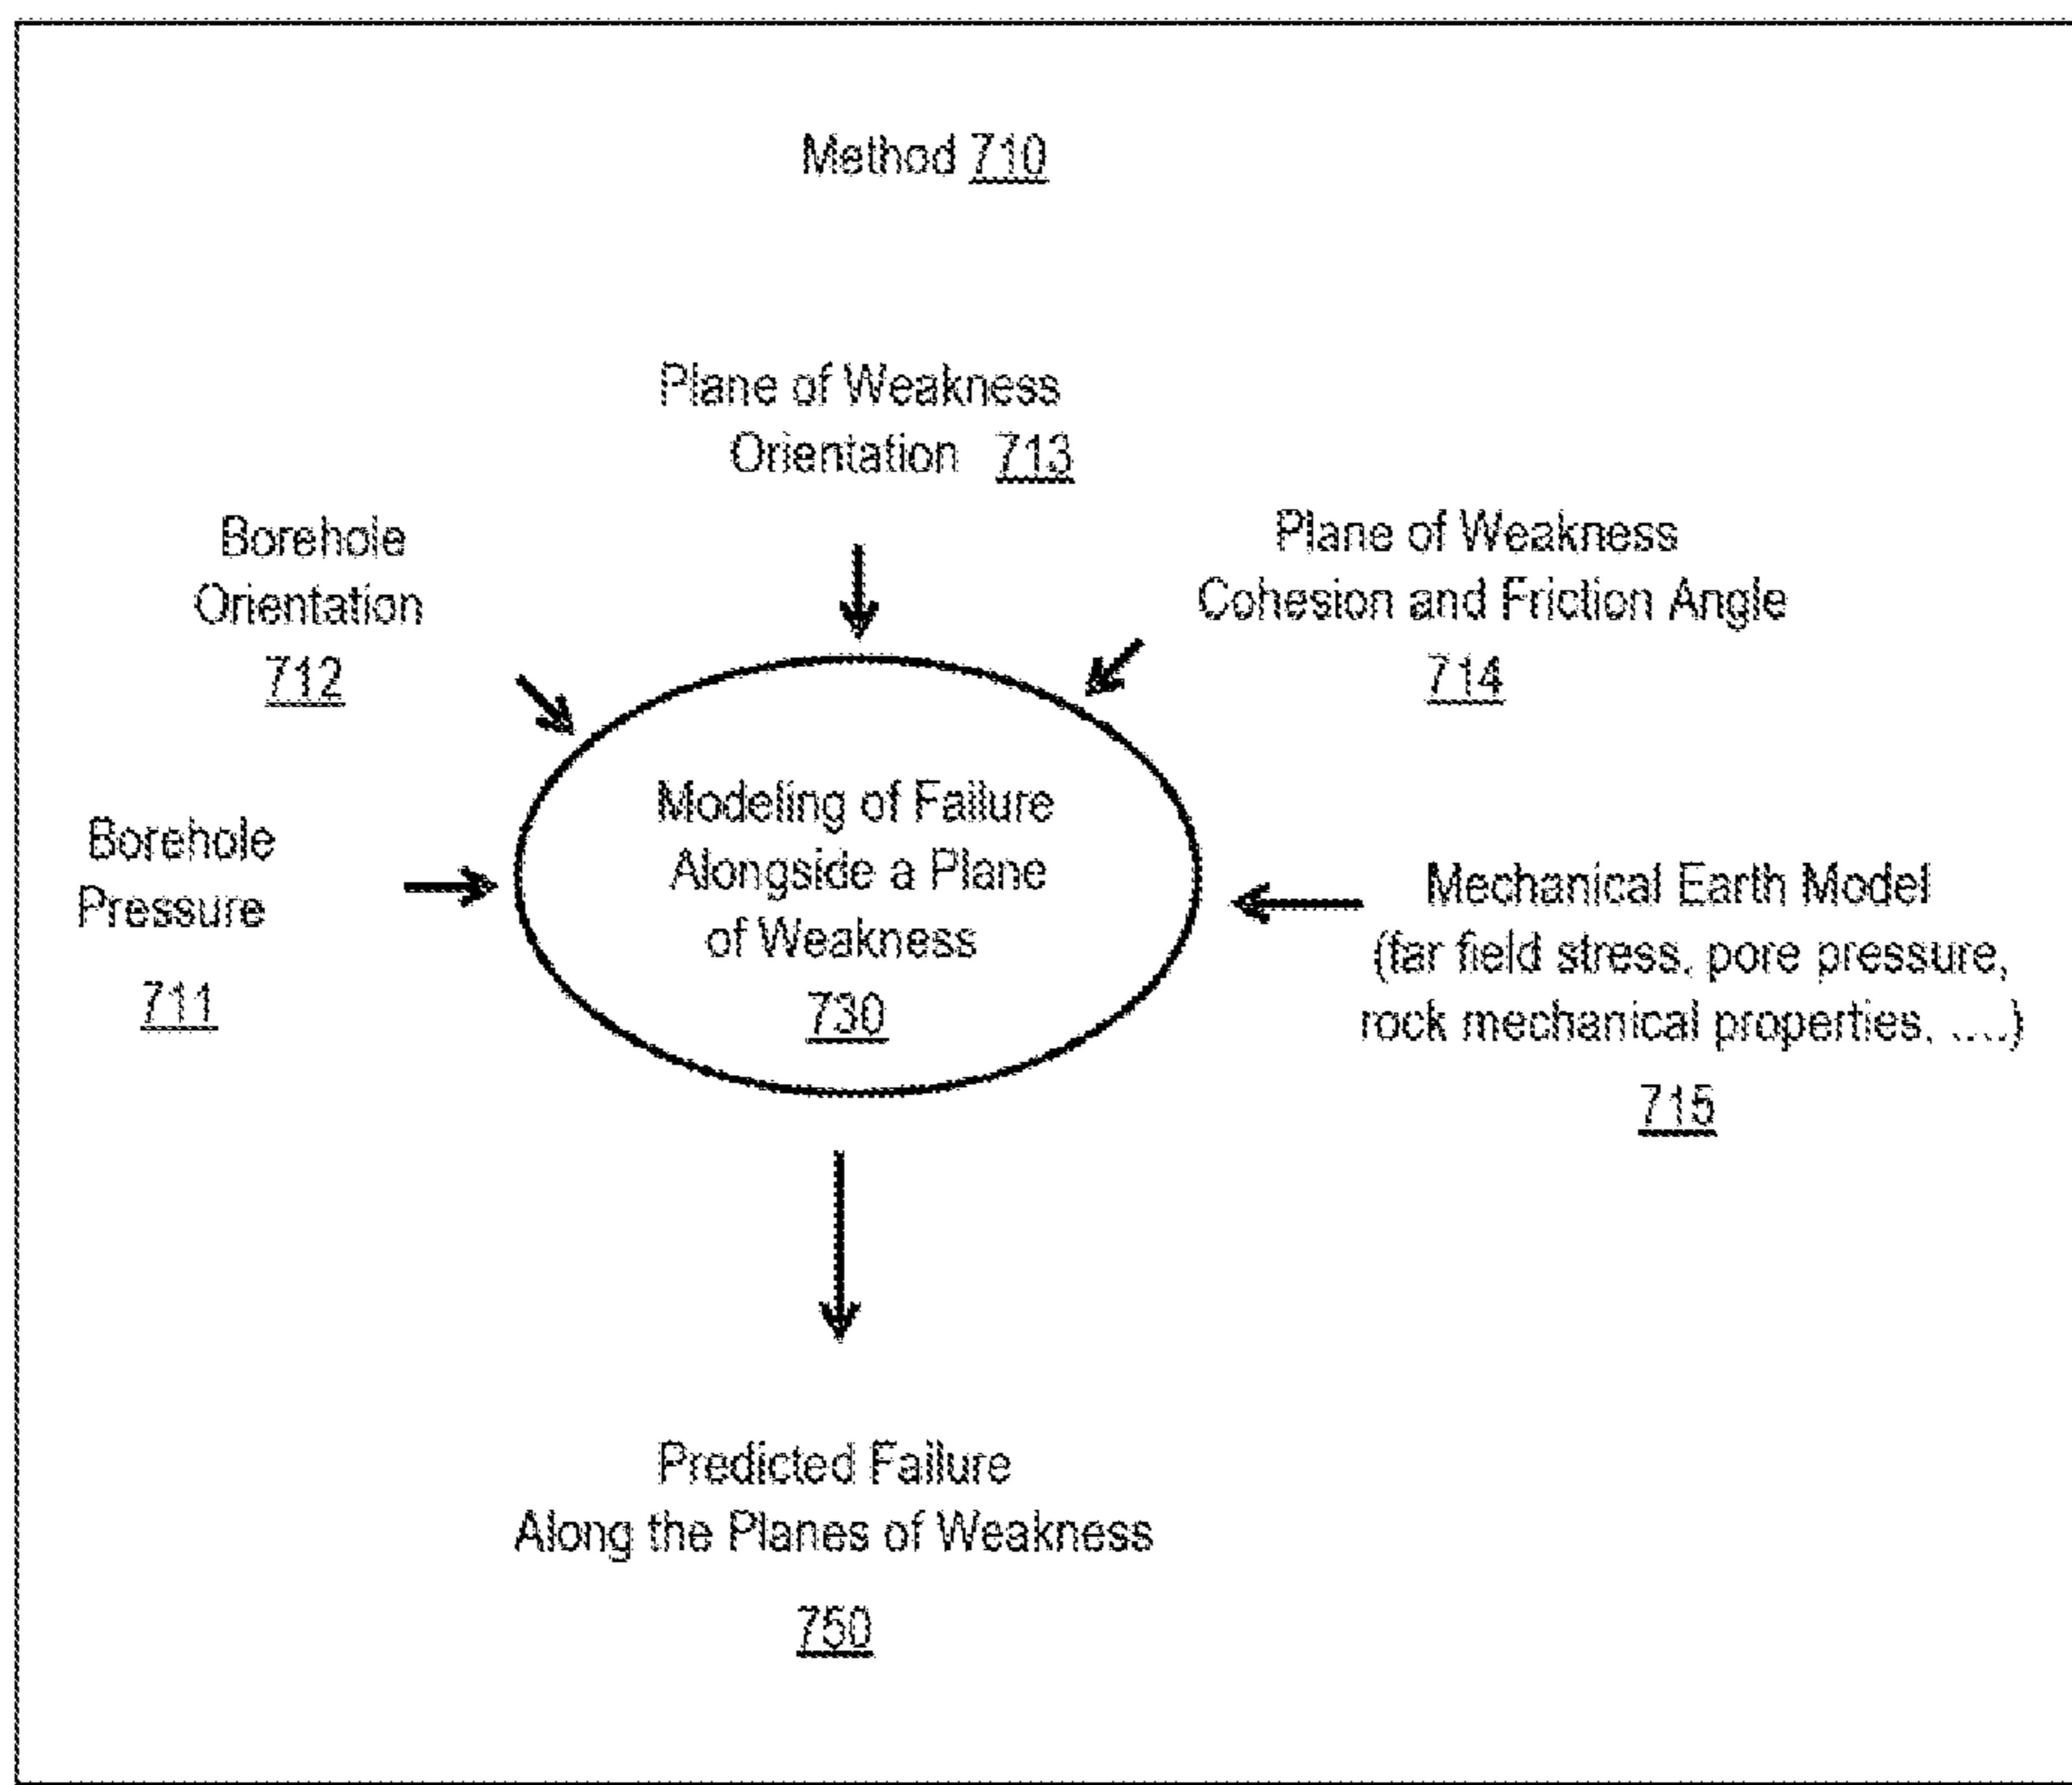 Method 710
Plane of Weakness
Orientation 713
Borehole
Orientation
712
Plane of Weakness
Cohesion and Friction Angle
714
Borehole
Pressure
711
Modeling of Failure
Alongside a Plane
of Weakness
730
Mechanical Earth Model
(far field stress, pore pressure,
rock mechanical properties, ....)
715
Predicted Failure
Along the Planes of Weakness
750